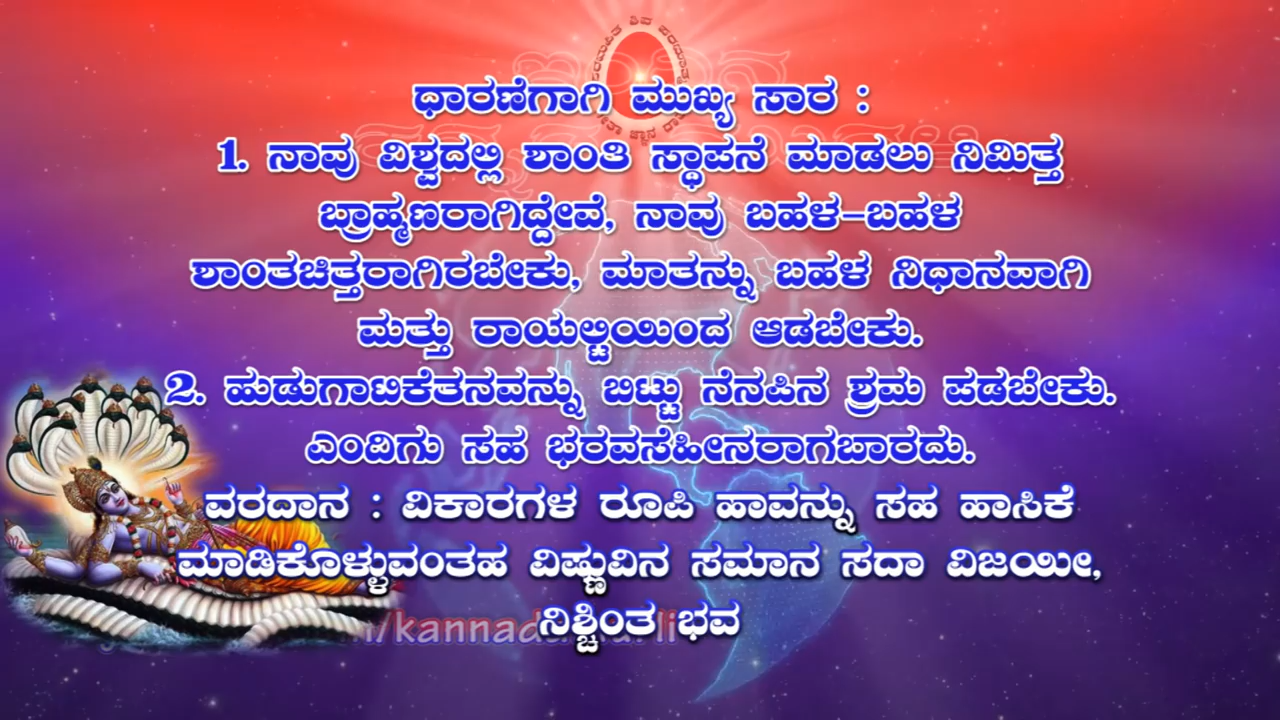 ಧಾರಣೆಗಾಗಿ ಮುಖ್ಯ ಸಾರ :
1. ನಾವು ವಿಶ್ವದಲ್ಲಿ ಶಾಂತಿ ಸ್ಥಾಪನೆ ಮಾಡಲು ನಿಮಿತ್ತ
ಬ್ರಾಹ್ಮಣರಾಗಿದ್ದೇವೆ, ನಾವು ಬಹಳ-ಬಹಳ
ಶಾಂತಚಿತ್ತರಾಗಿರಬೇಕು, ಮಾತನ್ನು ಬಹಳ ನಿಧಾನವಾಗಿ
ಮತ್ತು ರಾಯಲ್ಟಿಯಿಂದ ಆಡಬೇಕು.
2. ಹುಡುಗಾಟಿಕೆತನವನ್ನು ಬಿಟ್ಟು ನೆನಪಿನ ಶ್ರಮ ಪಡಬೇಕು.
ಎಂದಿಗು ಸಹ ಭರವಸೆಹೀನರಾಗಬಾರದು.
ವರದಾನ : ವಿಕಾರಗಳ ರೂಪಿ ಹಾವನ್ನು ಸಹ ಹಾಸಿಕೆ
ಮಾಡಿಕೊಳ್ಳುವಂತಹ ವಿಷ್ಣುವಿನ ಸಮಾನ ಸದಾ ವಿಜಯೀ,
ನಿಶ್ಚಿಂತ ಭವ